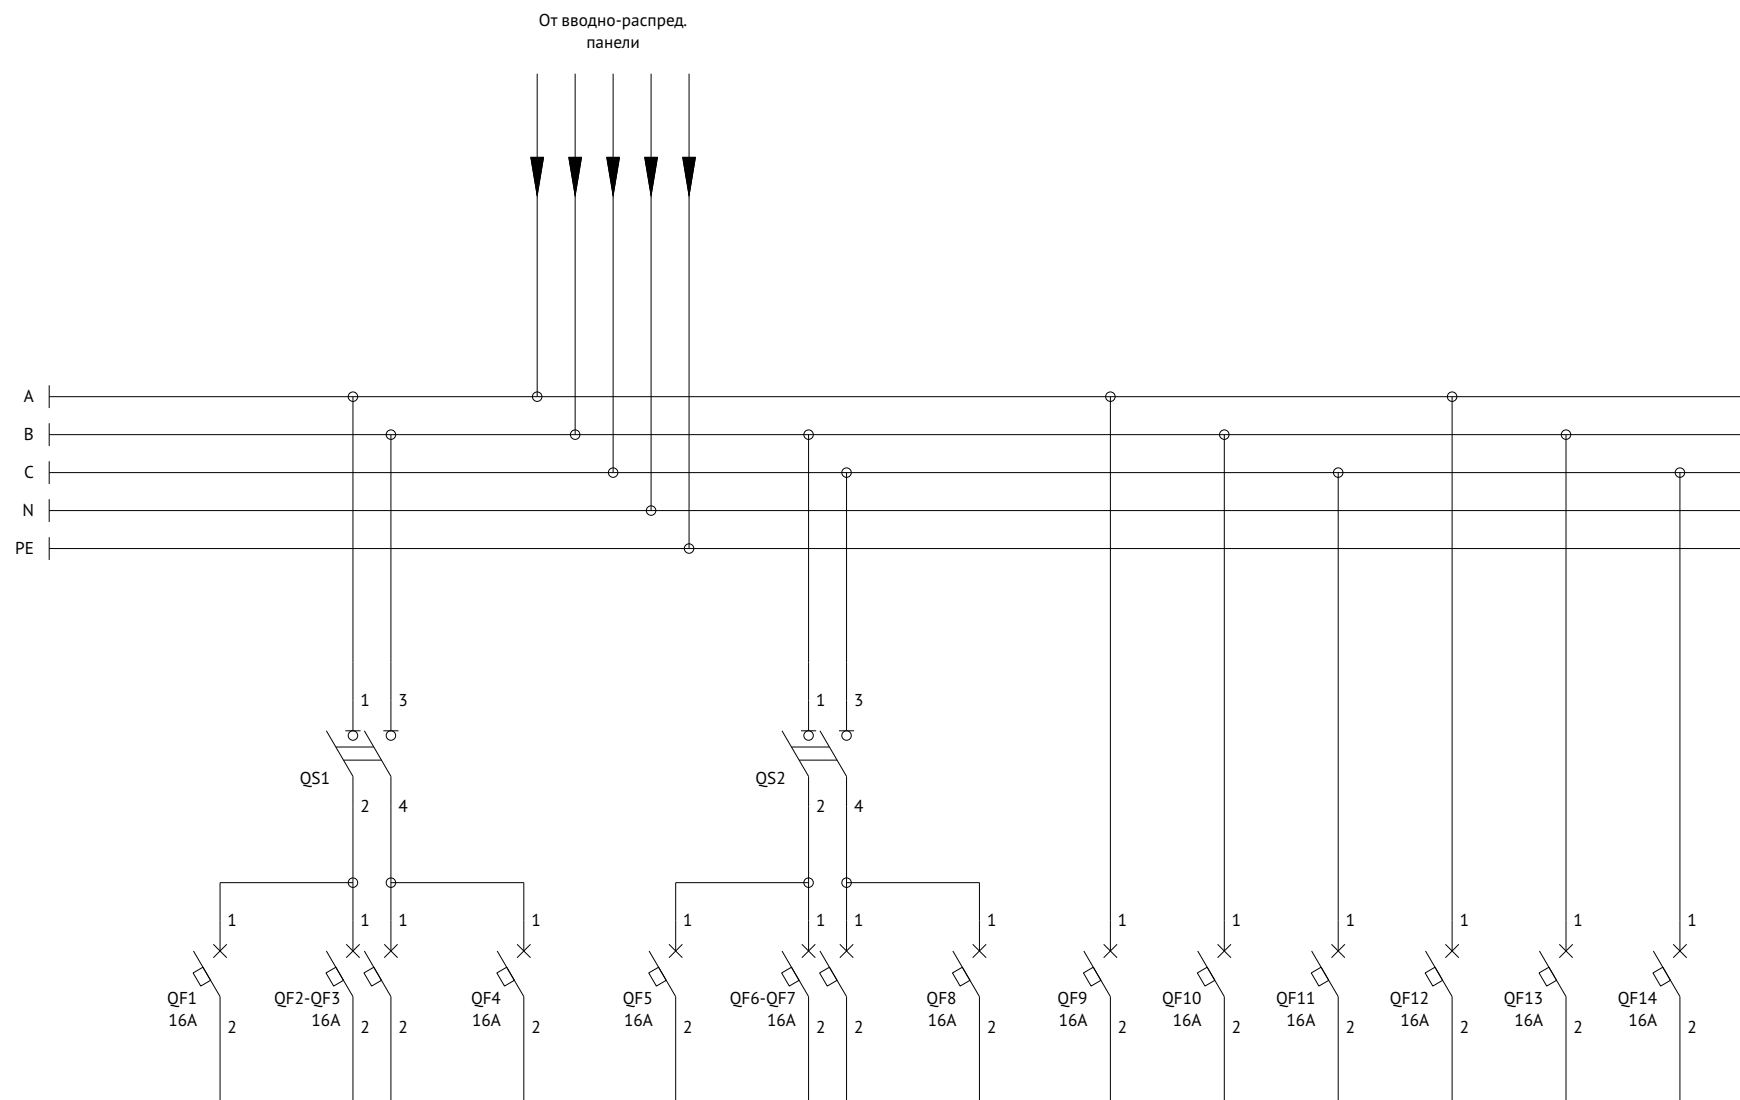 От вводно-распред.
панели
A
B
C
N
PE
1 3 1 3
QS1 QS2
2 4 2 4
1 1 1 1 1 1 1 1 1 1 1 1 1 1
QF1 QF2-QF3 QF4 QF5 QF6-QF7 QF8 QF9 QF10 QF11 QF12 QF13 QF14
16A 16A 16A 16A 16A 16A 16A 16A 16A 16A 16A 16A
2 2 2 2 2 2 2 2 2 2 2 2 2 2